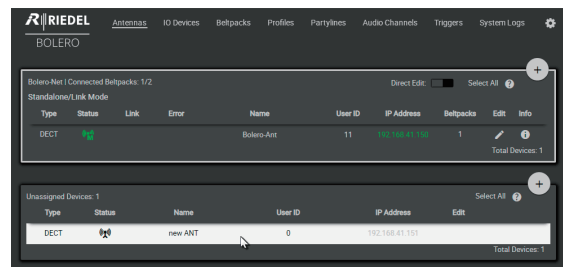 RIEDEL Antennas IO Devices Beltpacks Profiles Partylines Audio Channels Triggers System Logs
BOLERO
Bolero-Net | Connected Beltpacks: 1/2 Direct Edit: Select All ?
Standalone/Link Mode
Type Status Link Error Name User ID IP Address Beltpacks Edit Info
DECT Bolero-Ant 11 192.168.41.150 1
Total Devices: 1
Unassigned Devices: 1 Select All ?
Type Status Name User ID IP Address Edit
DECT new ANT 0 192.168.41.151
Total Devices: 1